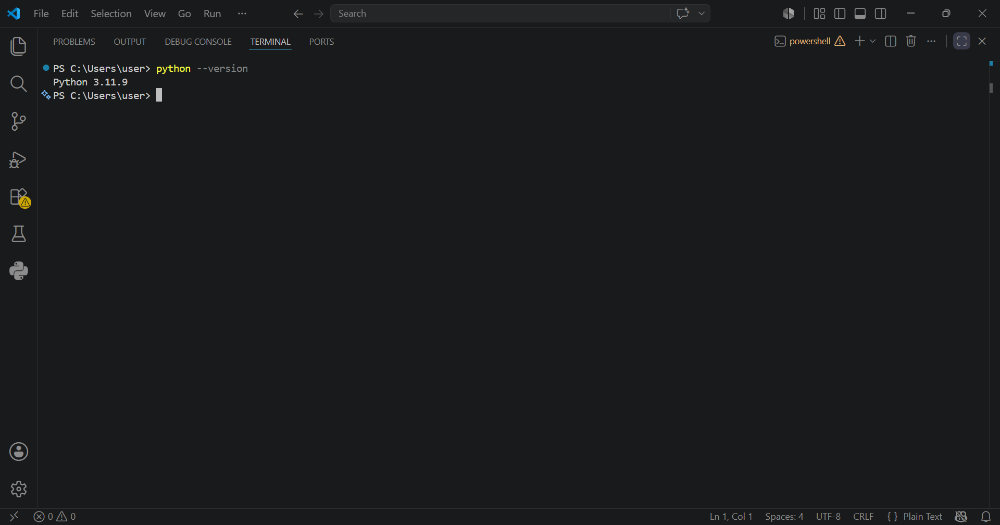 File Edit Selection View Go Run ··· Search
PROBLEMS OUTPUT DEBUG CONSOLE TERMINAL PORTS powershell
PS C:\Users\user> python --version
Python 3.11.9
PS C:\Users\user>
0 0 Ln 1, Col 1 Spaces: 4 UTF-8 CRLF { } Plain Text